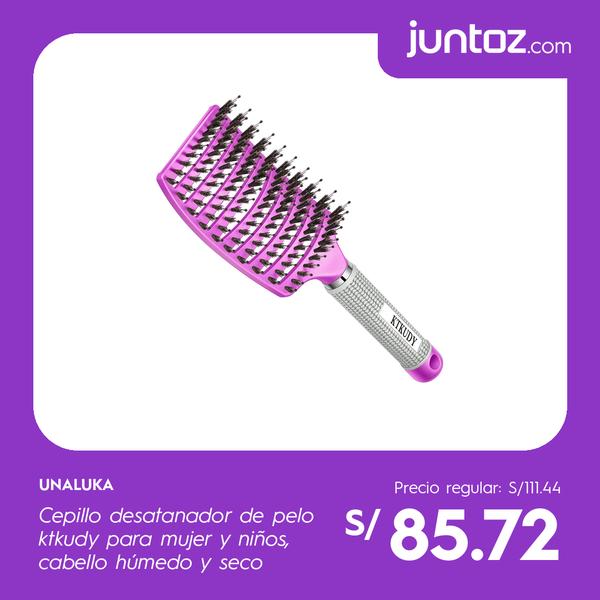 juntoz.com
KTKUDY
UNALUKA
Cepillo desatanador de pelo
ktkudy para mujer y niños,
cabello húmedo y seco
Precio regular: S/111.44
S/85.72